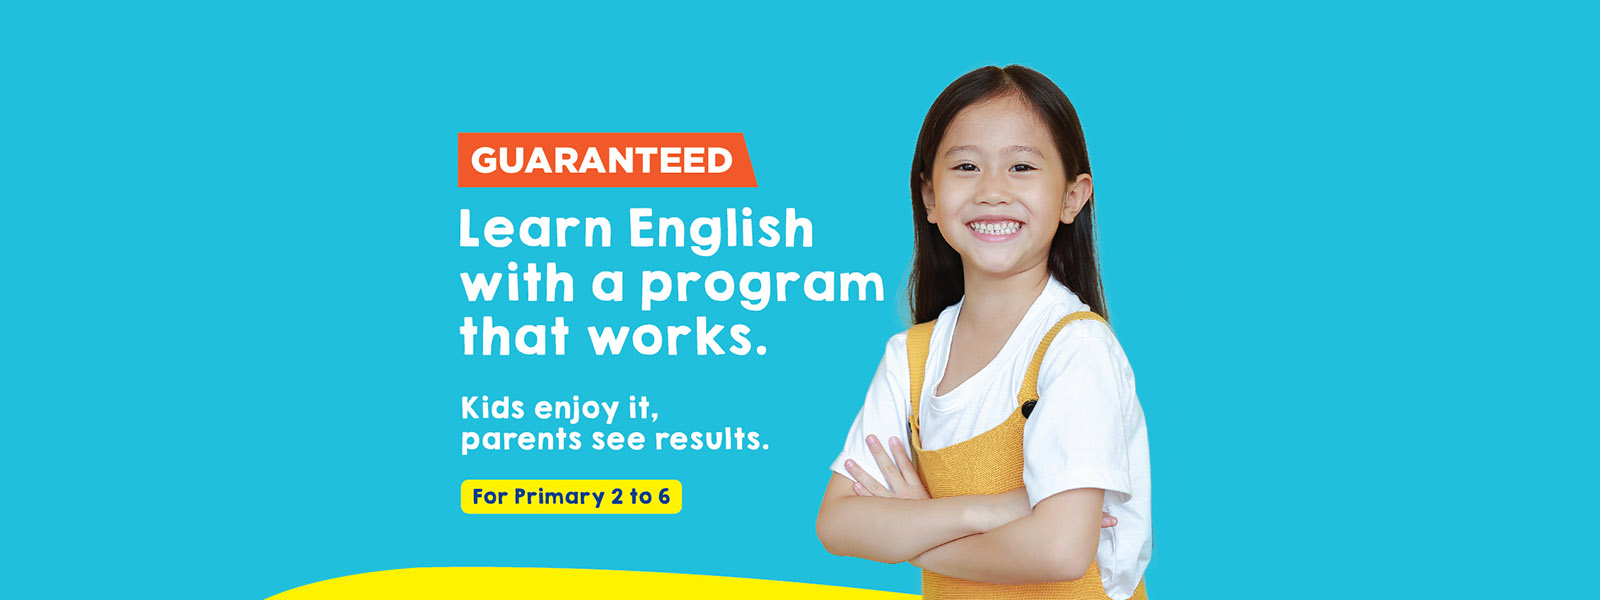 GUARANTEED
Learn English
with a program
that works.
Kids enjoy it,
parents see results.
For Primary 2 to 6